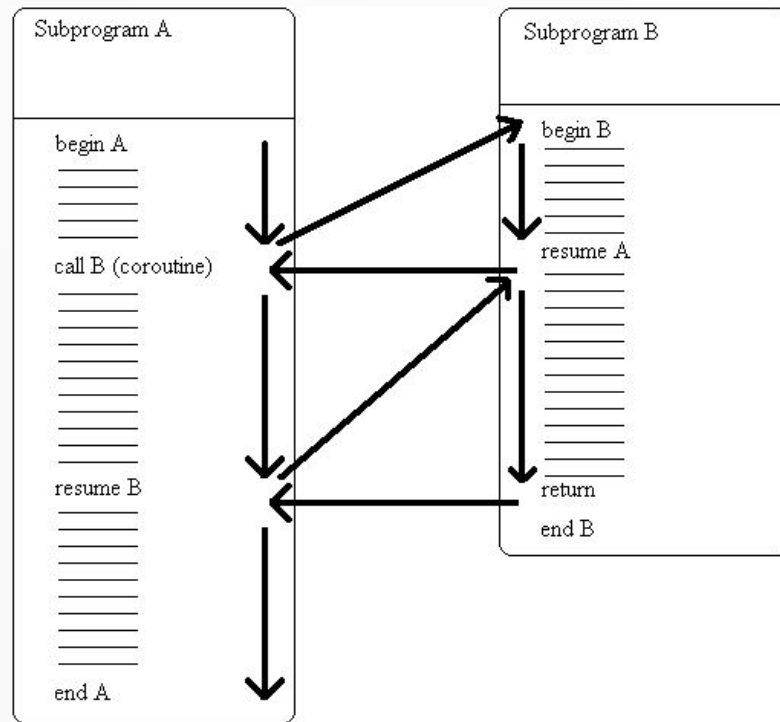 Subprogram A
begin A
call B (coroutine)
resume B
end A
Subprogram B
begin B
resume A
return
end B